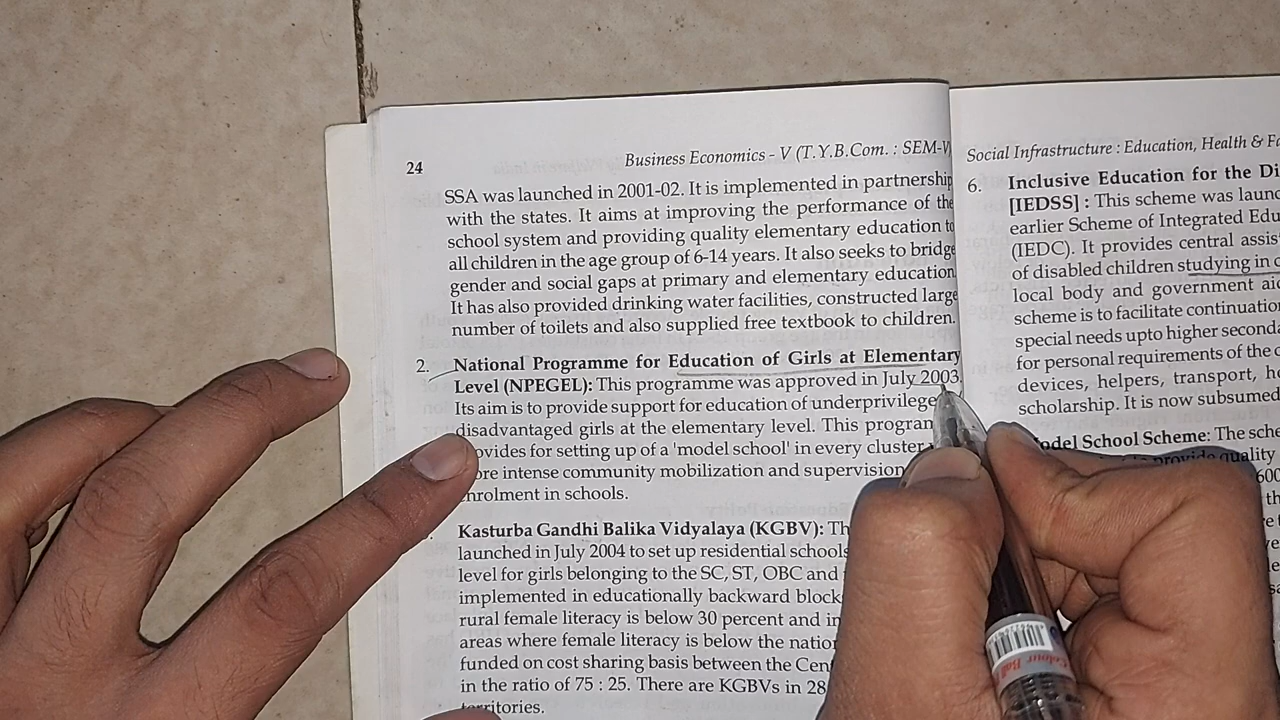 24
Business Economics - V (T.Y.B.Com. : SEM-V
SSA was launched in 2001-02. It is implemented in partnership
with the states. It aims at improving the performance of the
school system and providing quality elementary education to
all children in the age group of 6-14 years. It also seeks to bridge
gender and social gaps at primary and elementary education.
It has also provided drinking water facilities, constructed large
number of toilets and also supplied free textbook to children.
2. National Programme for Education of Girls at Elementary
Level (NPEGEL): This programme was approved in July 2003.
Its aim is to provide support for education of underprivilege
disadvantaged girls at the elementary level. This program
ovides for setting up of a 'model school' in every cluster
ore intense community mobilization and supervision
nrolment in schools.
Kasturba Gandhi Balika Vidyalaya (KGBV): Th
launched in July 2004 to set up residential schools
level for girls belonging to the SC, ST, OBC and
implemented in educationally backward block
rural female literacy is below 30 percent and in
areas where female literacy is below the natio
funded on cost sharing basis between the Cen
in the ratio of 75 : 25. There are KGBVs in 28
territories.
Social Infrastructure : Education, Health & Fa
6. Inclusive Education for the Di
[IEDSS] : This scheme was laun
earlier Scheme of Integrated Edu
(IEDC). It provides central assis
of disabled children studying in
local body and government aid
scheme is to facilitate continuation
special needs upto higher seconda
for personal requirements of the
devices, helpers, transport, ho
scholarship. It is now subsumed
odel School Scheme: The sche
provide quality
600
th